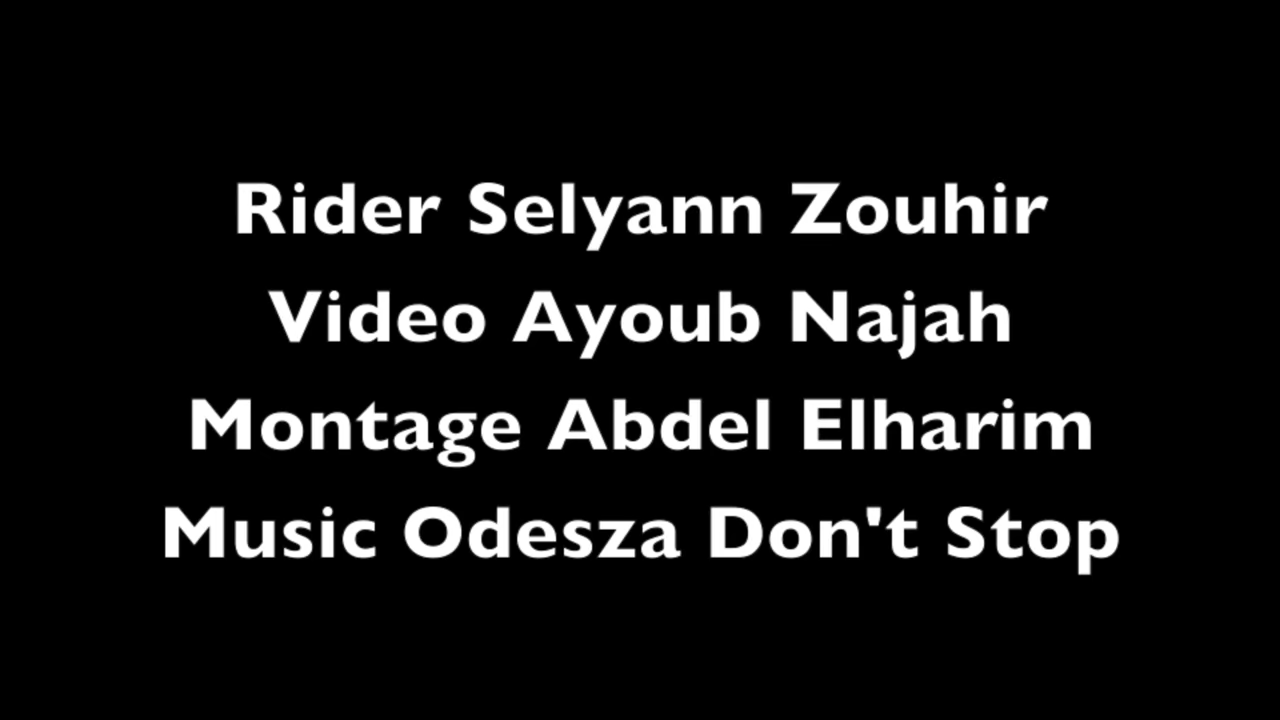 Rider Selyann Zouhir
Video Ayoub Najah
Montage Abdel Elharim
Music Odesza Don't Stop